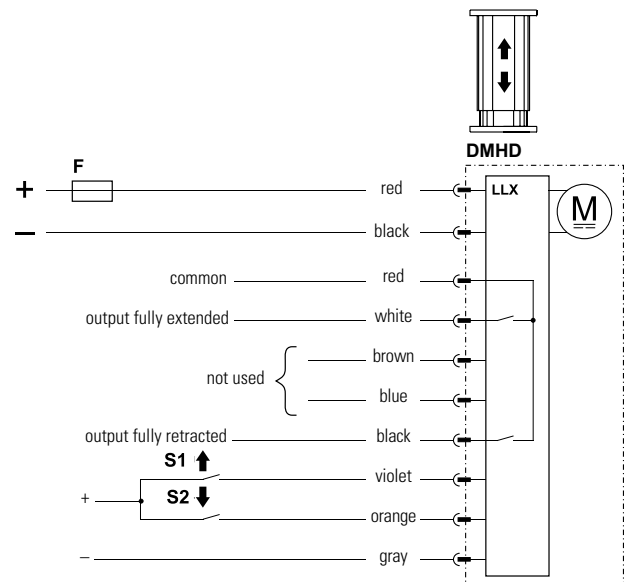 DMHD
F
+ red LLX
M
– black
common red
output fully extended white
brown
not used
blue
output fully retracted black
S1
violet
+ S2
orange
– gray